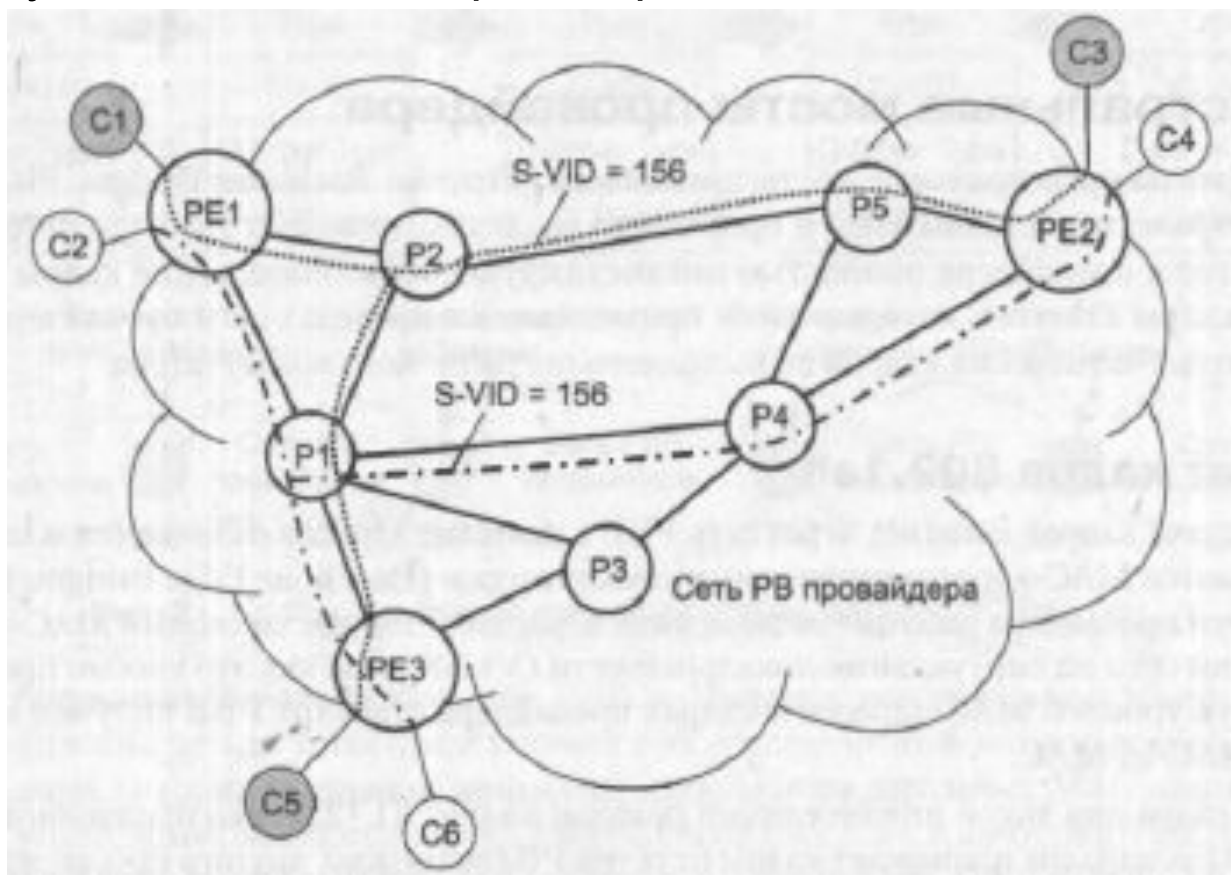 C3
C1
C4
S-VID = 156
PE1
P5
C2
P2
PE2
S-VID = 156
P4
P1
P3
Сеть РВ провайдера
PE3
C5
C6